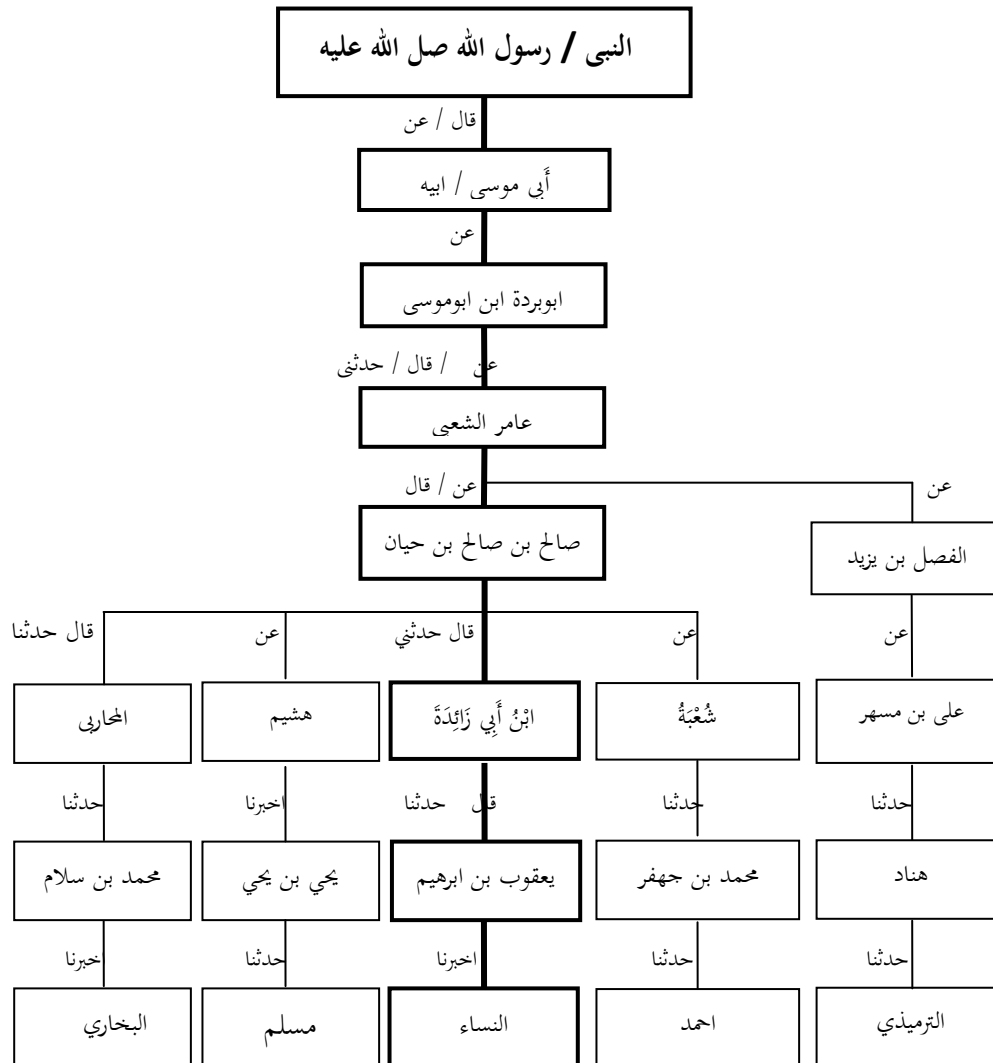 النبى / رسول الله صل الله عليه
قال / عن
أَبى موسى / ابيه
عن
ابوبردة ابن ابوموسى
عن / قال / حدثنى
عامر الشعبى
عن / قال
عن
صالح بن صالح بن حيان
الفصل بن يزيد
عن
عن
قال حدثني
عن
قال حدثنا
على بن مسهر
شُعْبَةُ
ابْنُ أَبِي زَائِدَةَ
هشيم
المحاربى
حدثنا
حدثنا
قال حدثنا
اخبرنا
حدثنا
هناد
محمد بن جهفر
يعقوب بن ابرهيم
يحي بن يحي
محمد بن سلام
حدثنا
حدثنا
اخبرنا
حدثنا
اخبرنا
الترميذي
احمد
النساء
مسلم
البخاري